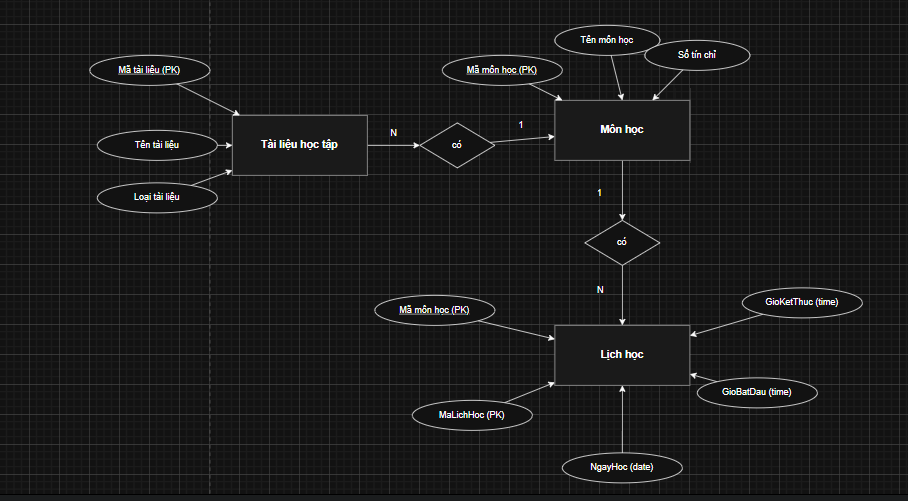 Tên môn học
Số tín chỉ
Mã tài liệu (PK)
Mã môn học (PK)
Môn học
Tài liệu học tập
N
có
1
Tên tài liệu
Loại tài liệu
1
có
N
Mã môn học (PK)
GioKetThuc (time)
Lịch học
GioBatDau (time)
MaLichHoc (PK)
NgayHoc (date)